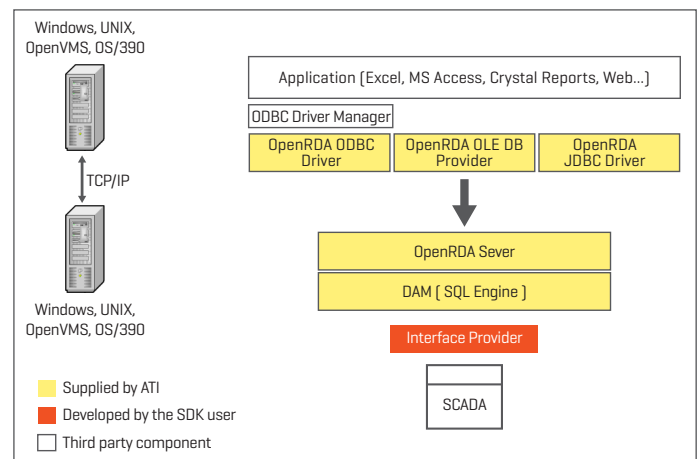 Windows, UNIX,
OpenVMS, OS/390
TCP/IP
Windows, UNIX,
OpenVMS, OS/390
Application (Excel, MS Access, Crystal Reports, Web...)
ODBC Driver Manager
OpenRDA ODBC
Driver
OpenRDA OLE DB
Provider
OpenRDA
JDBC Driver
OpenRDA Sever
DAM ( SQL Engine )
Interface Provider
SCADA
Supplied by ATI
Developed by the SDK user
Third party component